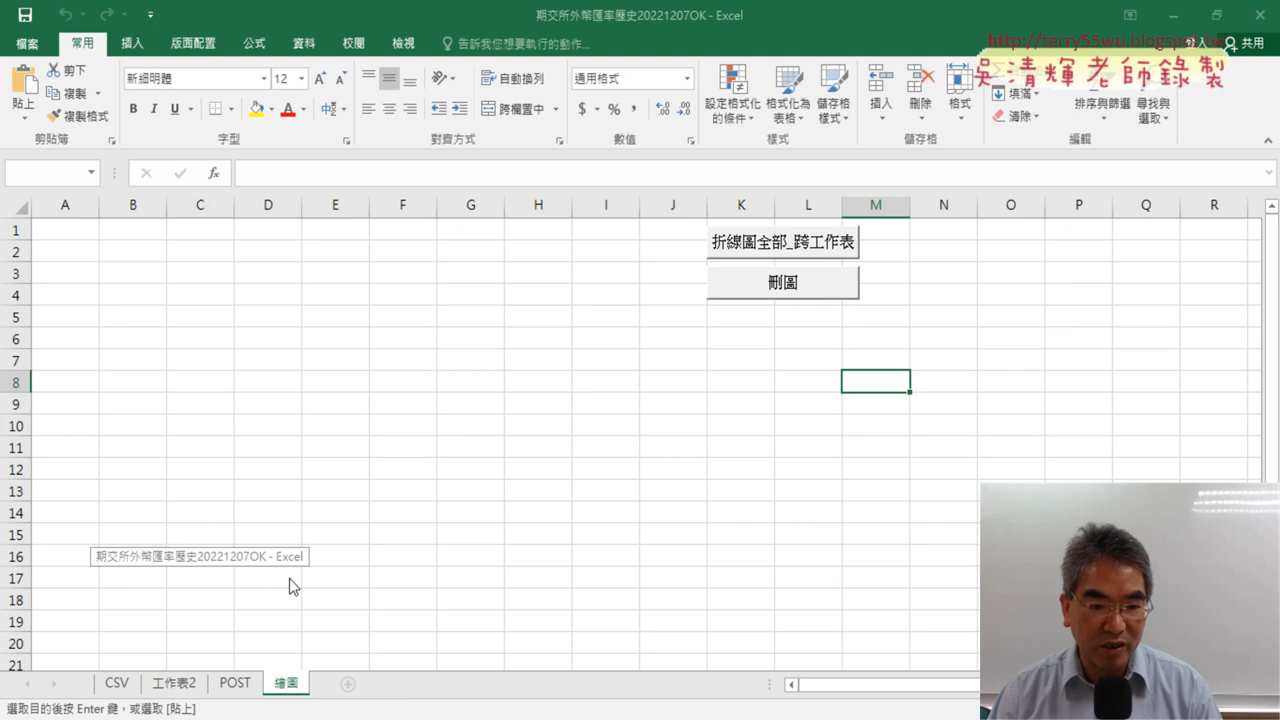 期交所外幣匯率歷史20221207OK - Excel
檔案 常用 插入 版面配置 公式 資料 校閱 檢視 告訴我您想要執行的動作... 登入 共用
http://terry55wu.blogspot.tw
吳清輝老師錄製
貼上 剪下 複製 複製格式 剪貼簿
新細明體 12 B I U A 字型
自動換列 跨欄置中 對齊方式
通用格式 $ % , 數值
設定格式化的條件 格式化為表格 儲存格樣式 樣式
插入 刪除 格式 儲存格
填滿 清除 排序與篩選 尋找與選取 編輯
fx
A B C D E F G H I J K L M N O P Q R
1
折線圖全部_跨工作表
2
3
刪圖
4
5
6
7
8
9
10
11
12
13
14
15
16
期交所外幣匯率歷史20221207OK - Excel
17
18
19
20
21
CSV 工作表2 POST 繪圖
選取目的後按 Enter 鍵，或選取 [貼上]